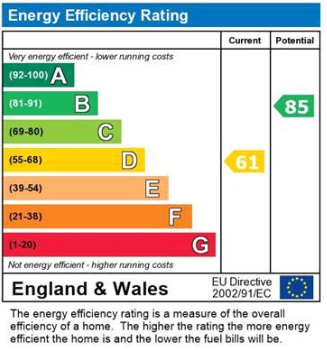 Energy Efficiency Rating
Current Potential
Very energy efficient - lower running costs
(92-100) A
(81-91) B
85
(69-80) C
(55-68) D
61
(39-54) E
(21-38) F
(1-20) G
Not energy efficient - higher running costs
England & Wales
EU Directive
2002/91/EC
The energy efficiency rating is a measure of the overall
efficiency of a home. The higher the rating the more energy
efficient the home is and the lower the fuel bills will be.